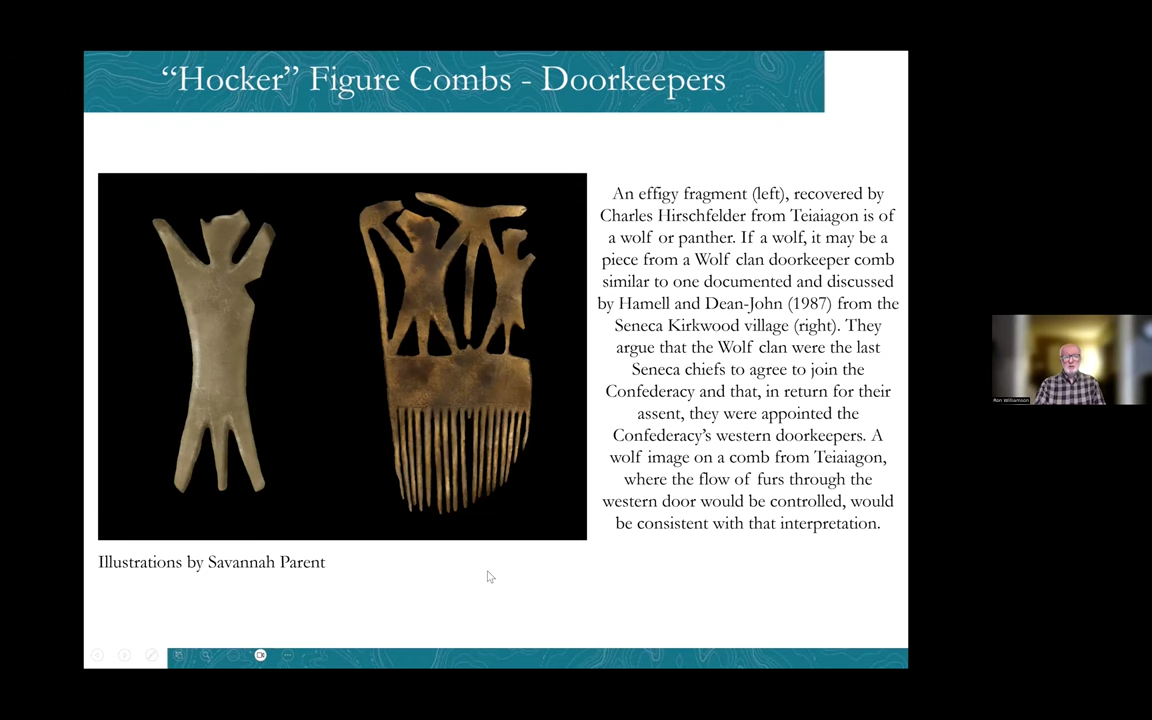 “Hocker” Figure Combs - Doorkeepers
An effigy fragment (left), recovered by
Charles Hirschfelder from Teiaiagon is of
a wolf or panther. If a wolf, it may be a
piece from a Wolf clan doorkeeper comb
similar to one documented and discussed
by Hamell and Dean-John (1987) from the
Seneca Kirkwood village (right). They
argue that the Wolf clan were the last
Seneca chiefs to agree to join the
Confederacy and that, in return for their
assent, they were appointed the
Confederacy’s western doorkeepers. A
wolf image on a comb from Teiaiagon,
where the flow of furs through the
western door would be controlled, would
be consistent with that interpretation.
Illustrations by Savannah Parent
Ron Williamson